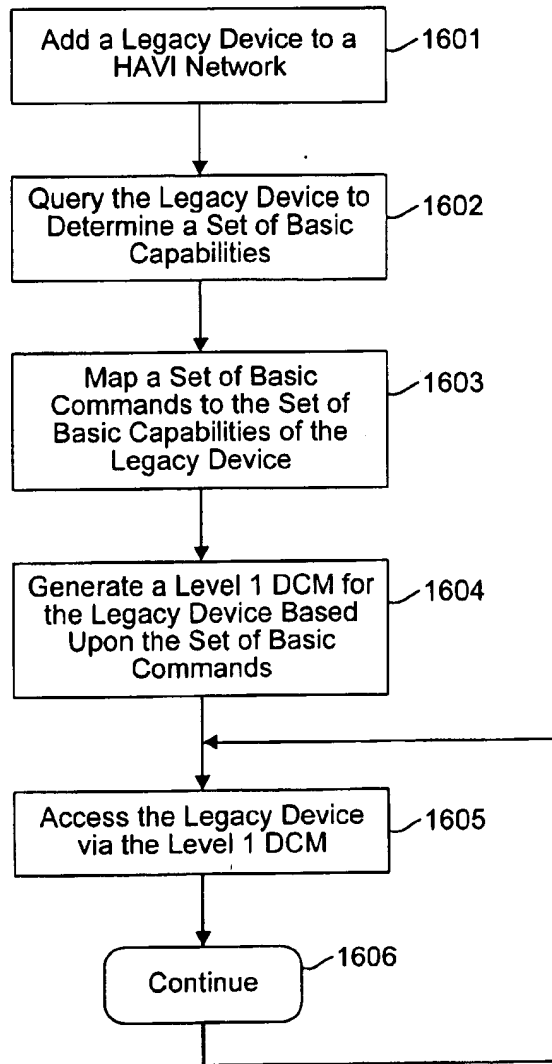 Add a Legacy Device to a
HAVI Network
1601
Query the Legacy Device to
Determine a Set of Basic
Capabilities
1602
Map a Set of Basic
Commands to the Set of
Basic Capabilities of the
Legacy Device
1603
Generate a Level 1 DCM for
the Legacy Device Based
Upon the Set of Basic
Commands
1604
Access the Legacy Device
via the Level 1 DCM
1605
Continue
1606